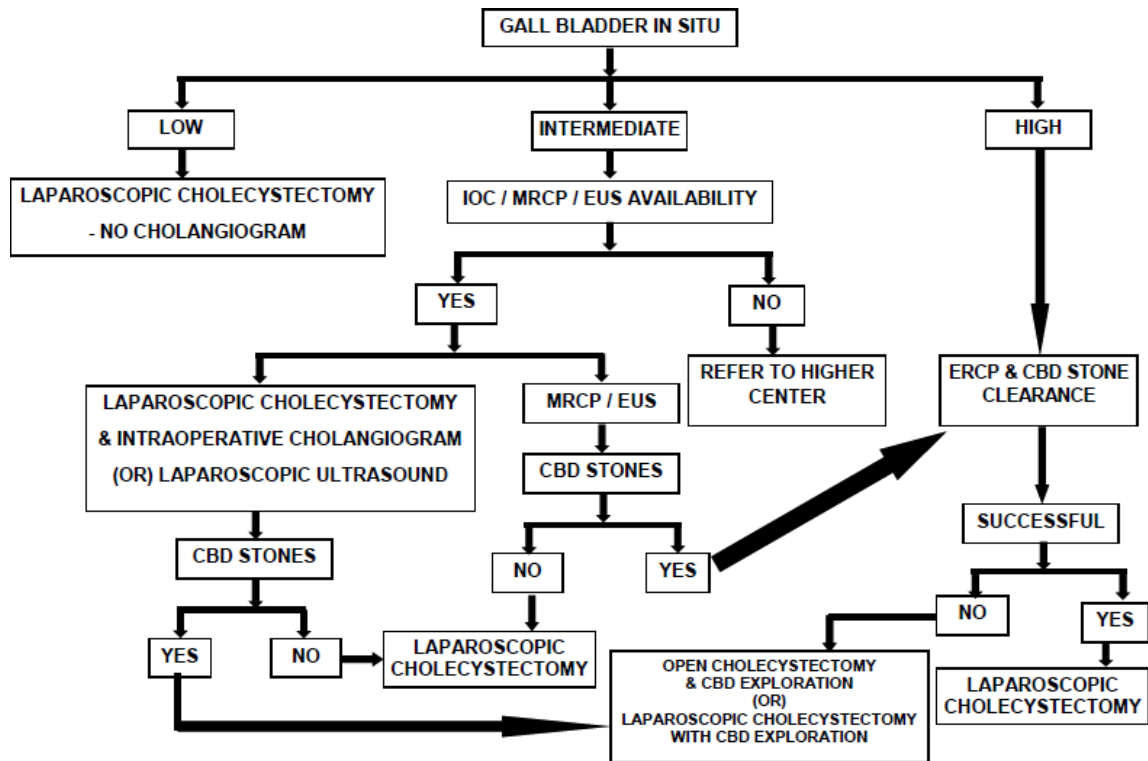 GALL BLADDER IN SITU
LOW
INTERMEDIATE
HIGH
LAPAROSCOPIC CHOLECYSTECTOMY
- NO CHOLANGIOGRAM
IOC / MRCP / EUS AVAILABILITY
YES
NO
LAPAROSCOPIC CHOLECYSTECTOMY
& INTRAOPERATIVE CHOLANGIOGRAM
(OR) LAPAROSCOPIC ULTRASOUND
MRCP / EUS
REFER TO HIGHER
CENTER
ERCP & CBD STONE
CLEARANCE
CBD STONES
SUCCESSFUL
CBD STONES
NO
YES
NO
YES
YES
NO
LAPAROSCOPIC
CHOLECYSTECTOMY
OPEN CHOLECYSTECTOMY
& CBD EXPLORATION
(OR)
LAPAROSCOPIC CHOLECYSTECTOMY
WITH CBD EXPLORATION
LAPAROSCOPIC
CHOLECYSTECTOMY